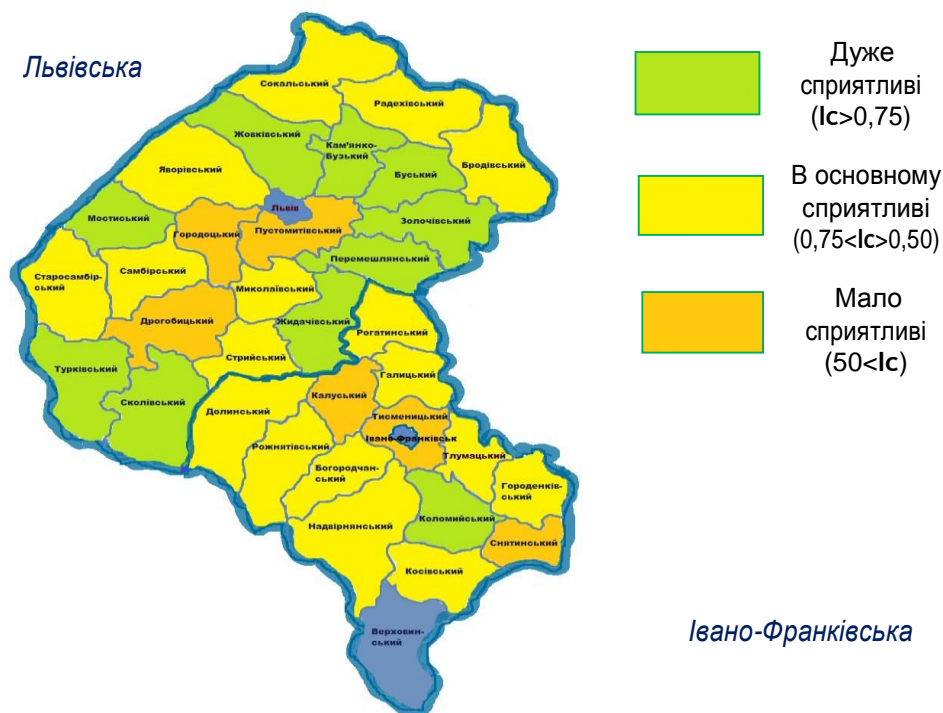 Львівська
Сокальський
Радехівський
Жовківський
Кам'янко-
Бузький
Бродівський
Яворівський
Буський
Мостиський
Львів
Золочівський
Городоцький
Пустомитівський
Перемешлянський
Старосамбір-
ський
Самбірський
Миколаївський
Дрогобицький
Жидачівський
Рогатинський
Стрийський
Турківський
Галицький
Сколівський
Калуський
Долинський
Тисменицький
Рожнятівський
Івано-Франківськ
Тлумацький
Богородчан-
ський
Городенків-
ський
Надвірнянський
Коломийський
Снятинський
Косівський
Верховин-
ський
Дуже
сприятливі
(Ic>0,75)
В основному
сприятливі
(0,75<Ic>0,50)
Мало
сприятливі
(50<Ic)
Івано-Франківська